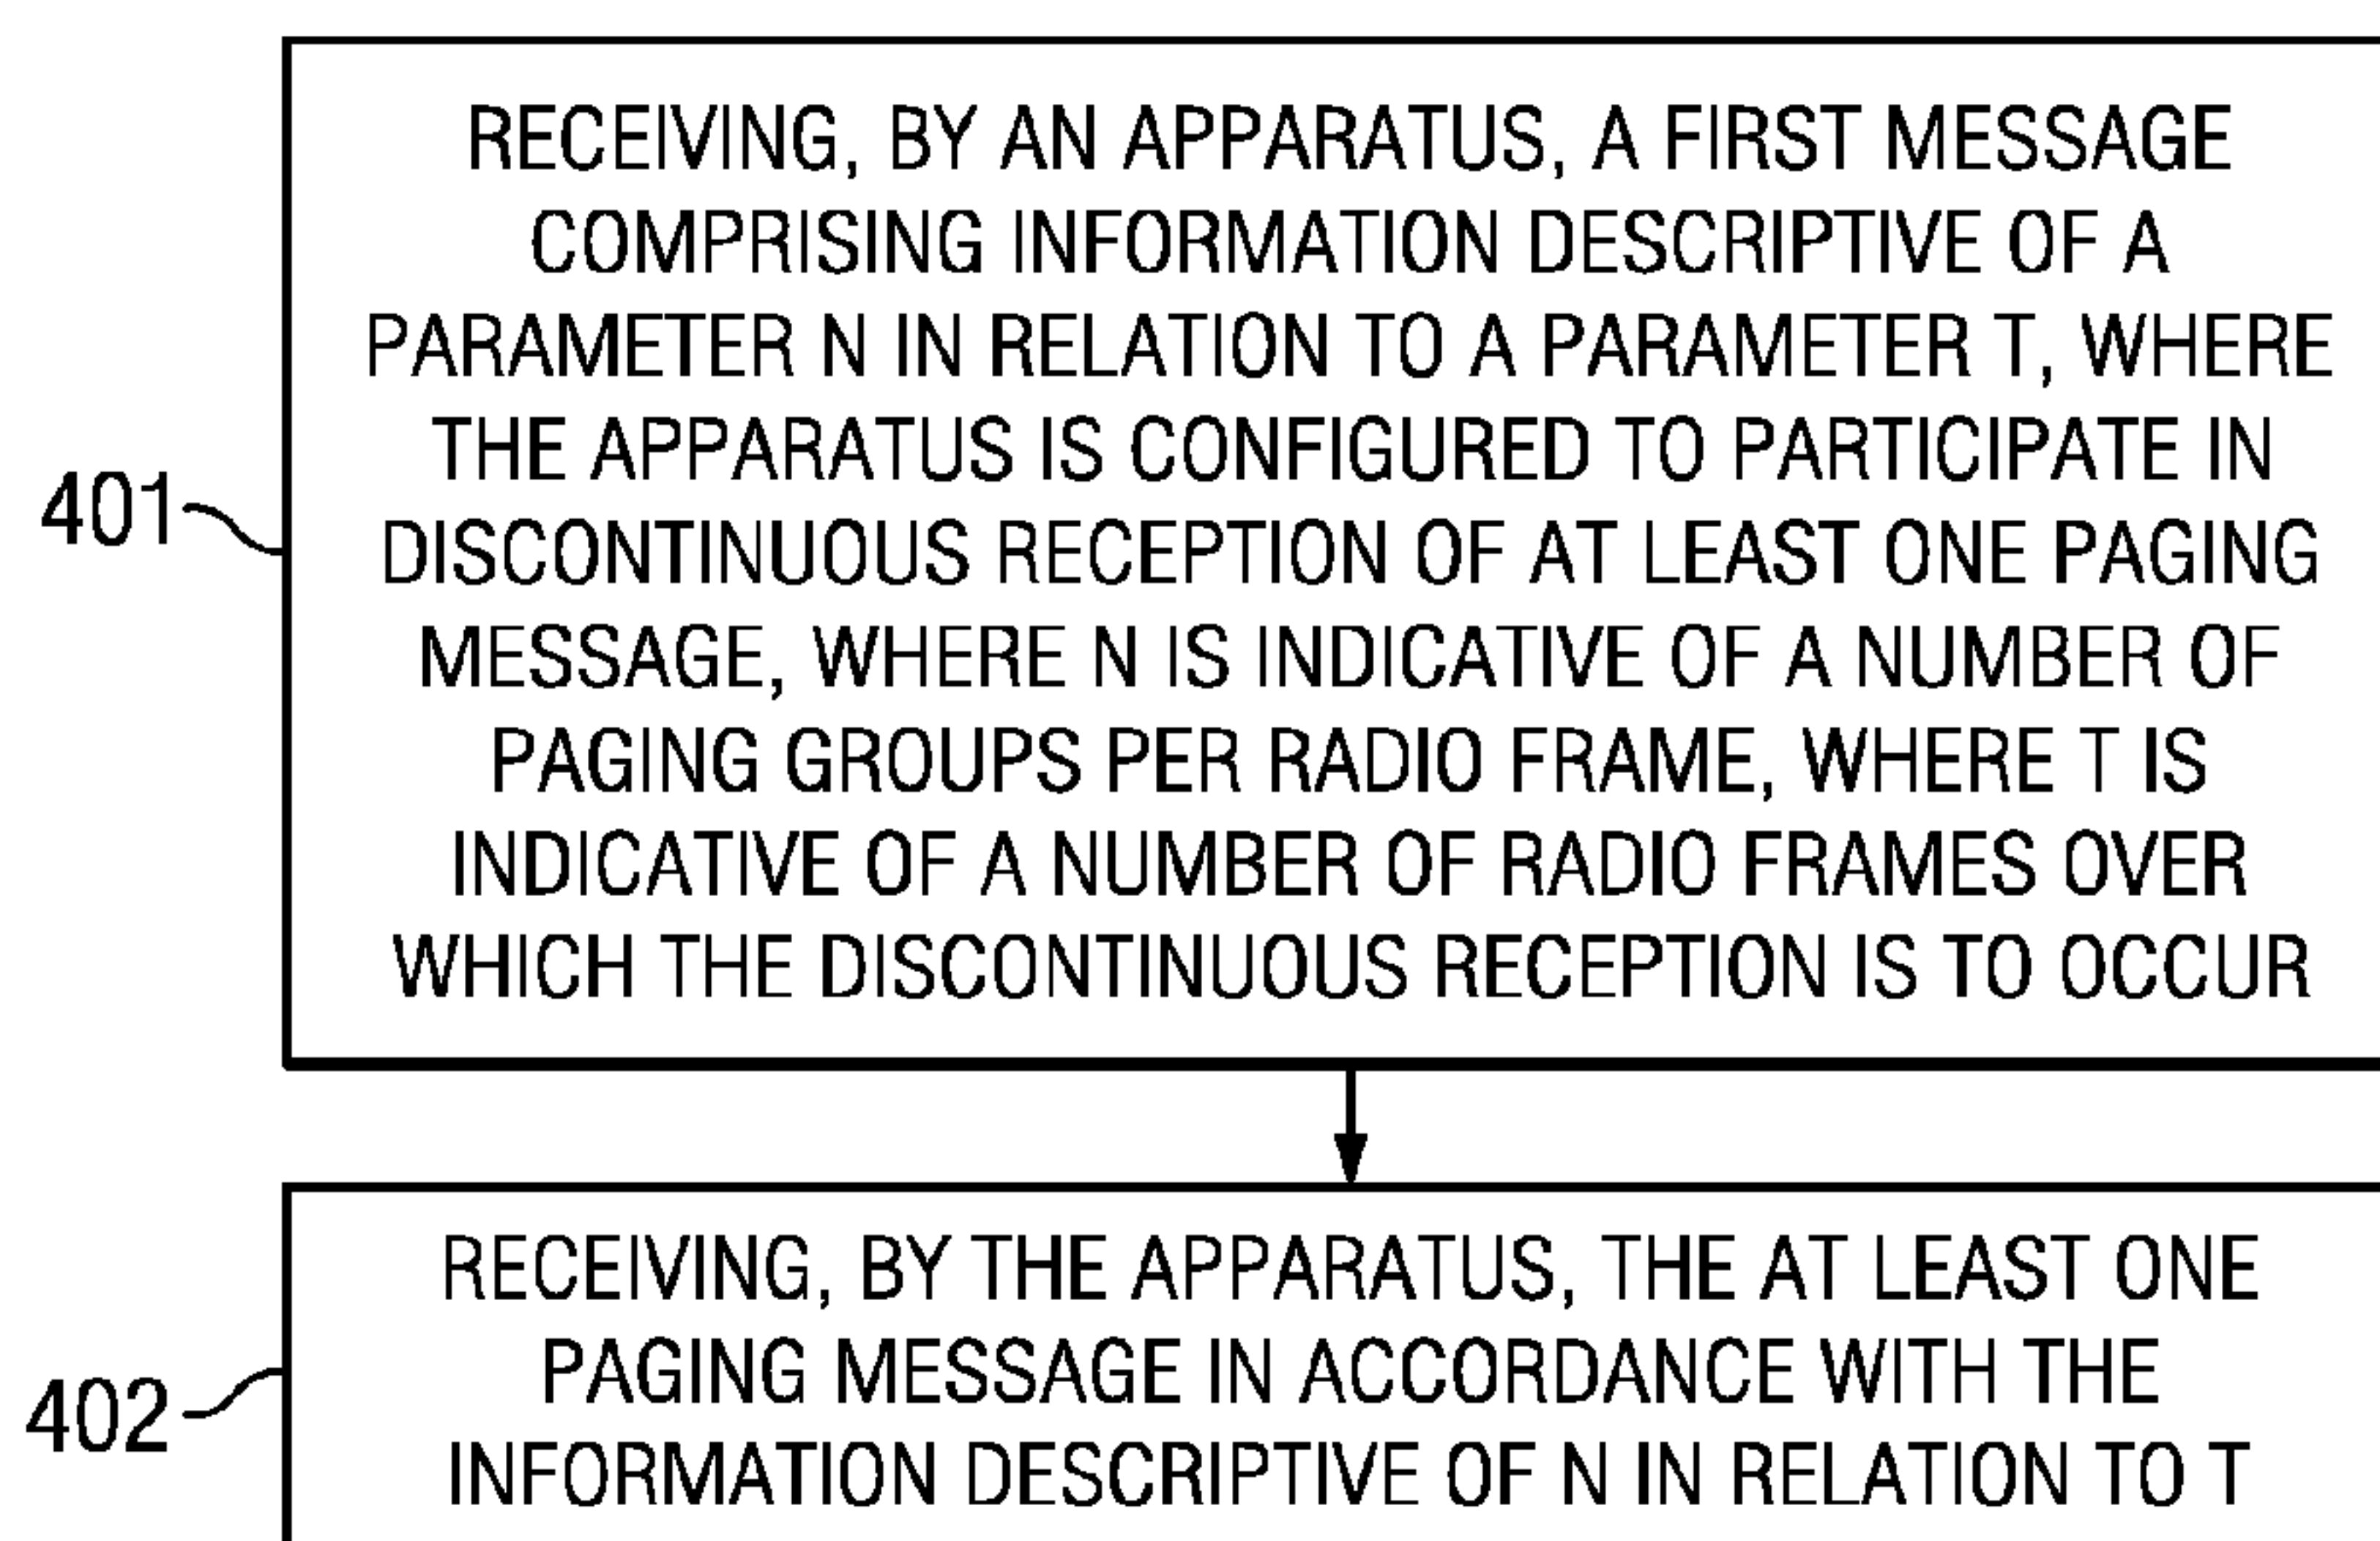 RECEIVING, BY AN APPARATUS, A FIRST MESSAGE
COMPRISING INFORMATION DESCRIPTIVE OF A
PARAMETER N IN RELATION TO A PARAMETER T, WHERE
THE APPARATUS IS CONFIGURED TO PARTICIPATE IN
401
DISCONTINUOUS RECEPTION OF AT LEAST ONE PAGING
MESSAGE, WHERE N IS INDICATIVE OF A NUMBER OF
PAGING GROUPS PER RADIO FRAME, WHERE T IS
INDICATIVE OF A NUMBER OF RADIO FRAMES OVER
WHICH THE DISCONTINUOUS RECEPTION IS TO OCCUR
RECEIVING, BY THE APPARATUS, THE AT LEAST ONE
PAGING MESSAGE IN ACCORDANCE WITH THE
402
INFORMATION DESCRIPTIVE OF N IN RELATION TO T